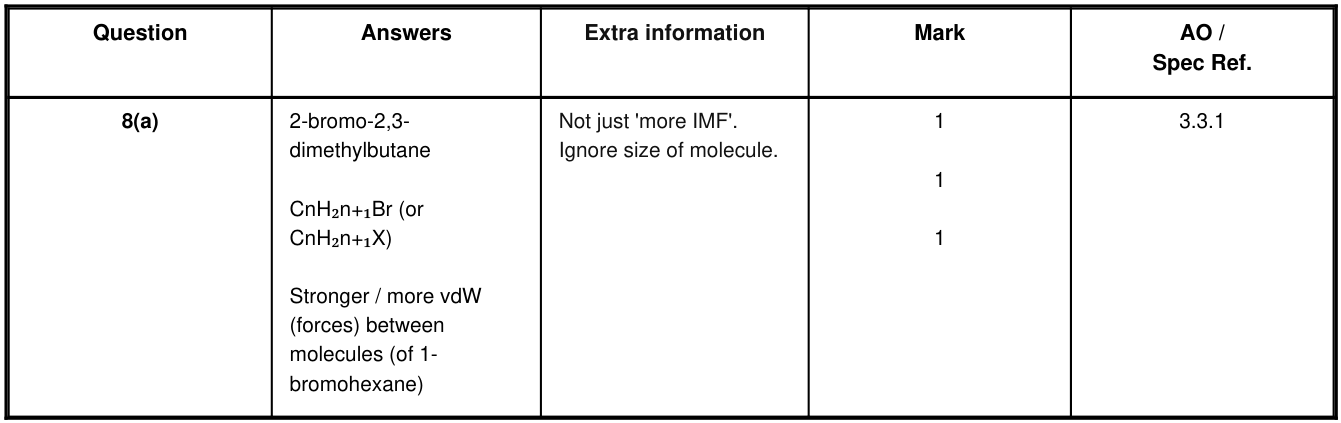 Question Answers Extra information Mark AO /
Spec Ref.
8(a) 2-bromo-2,3- Not just 'more IMF'. 1 3.3.1
dimethylbutane Ignore size of molecule.
1
CnH₂n+₁Br (or
CnH₂n+₁X) 1
Stronger / more vdW
(forces) between
molecules (of 1-
bromohexane)